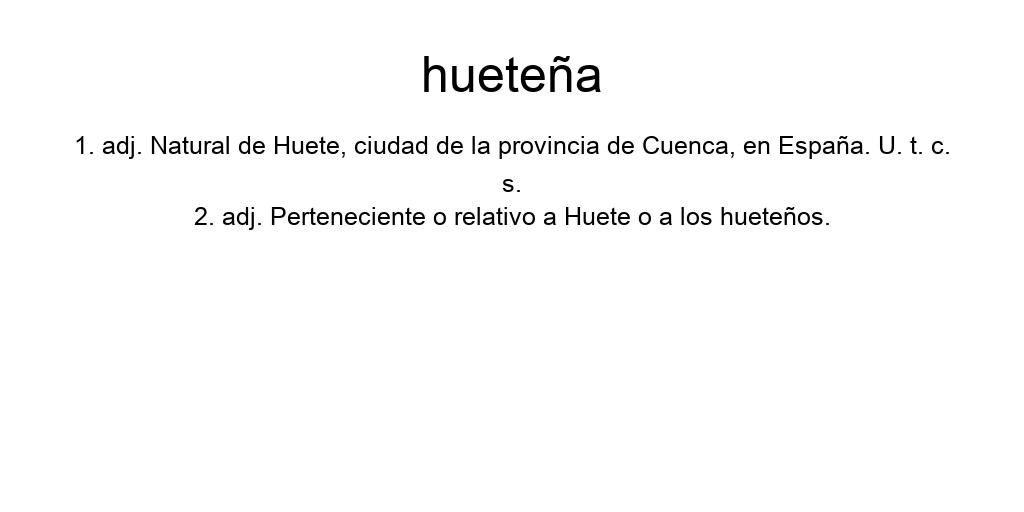 hueteña
1. adj. Natural de Huete, ciudad de la provincia de Cuenca, en España. U. t. c.
s.
2. adj. Perteneciente o relativo a Huete o a los hueteños.